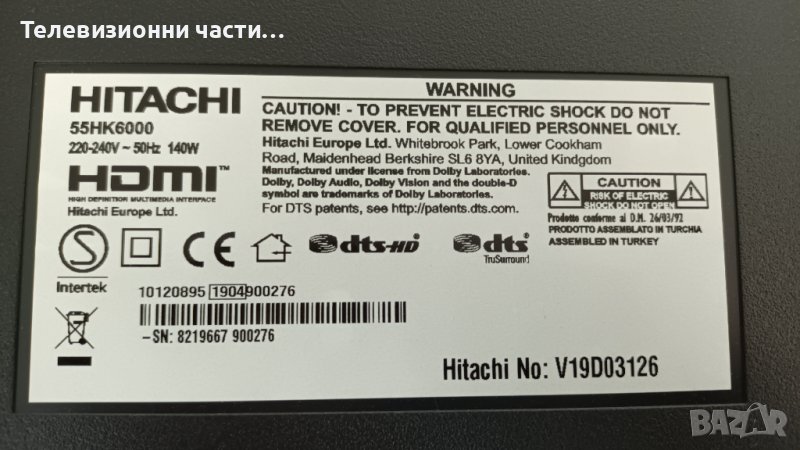 Телевизионни части…
HITACHI
55HK6000
220-240V ~ 50Hz 140W
HDMI™
HIGH DEFINITION MULTIMEDIA INTERFACE
Hitachi Europe Ltd.
WARNING
CAUTION! - TO PREVENT ELECTRIC SHOCK DO NOT
REMOVE COVER. FOR QUALIFIED PERSONNEL ONLY.
Hitachi Europe Ltd. Whitebrook Park, Lower Cookham
Road, Maidenhead Berkshire SL6 8YA, United Kindgdom
Manufactured under license from Dolby Laboratories.
Dolby, Dolby Audio, Dolby Vision and the double-D
symbol are trademarks of Dolby Laboratories.
For DTS patents, see http://patents.dts.com.
CAUTION
RISK OF ELECTRIC
SHOCK DO NOT OPEN
Prodotto conforme al D.M. 26/03/92
PRODOTTO ASSEMBLATO IN TURCHIA
ASSEMBLED IN TURKEY
S
Intertek
CE
dts-HD
dts
TruSurround
10120895 1904 900276
-SN: 8219667 900276
Hitachi No: V19D03126
BAZAR